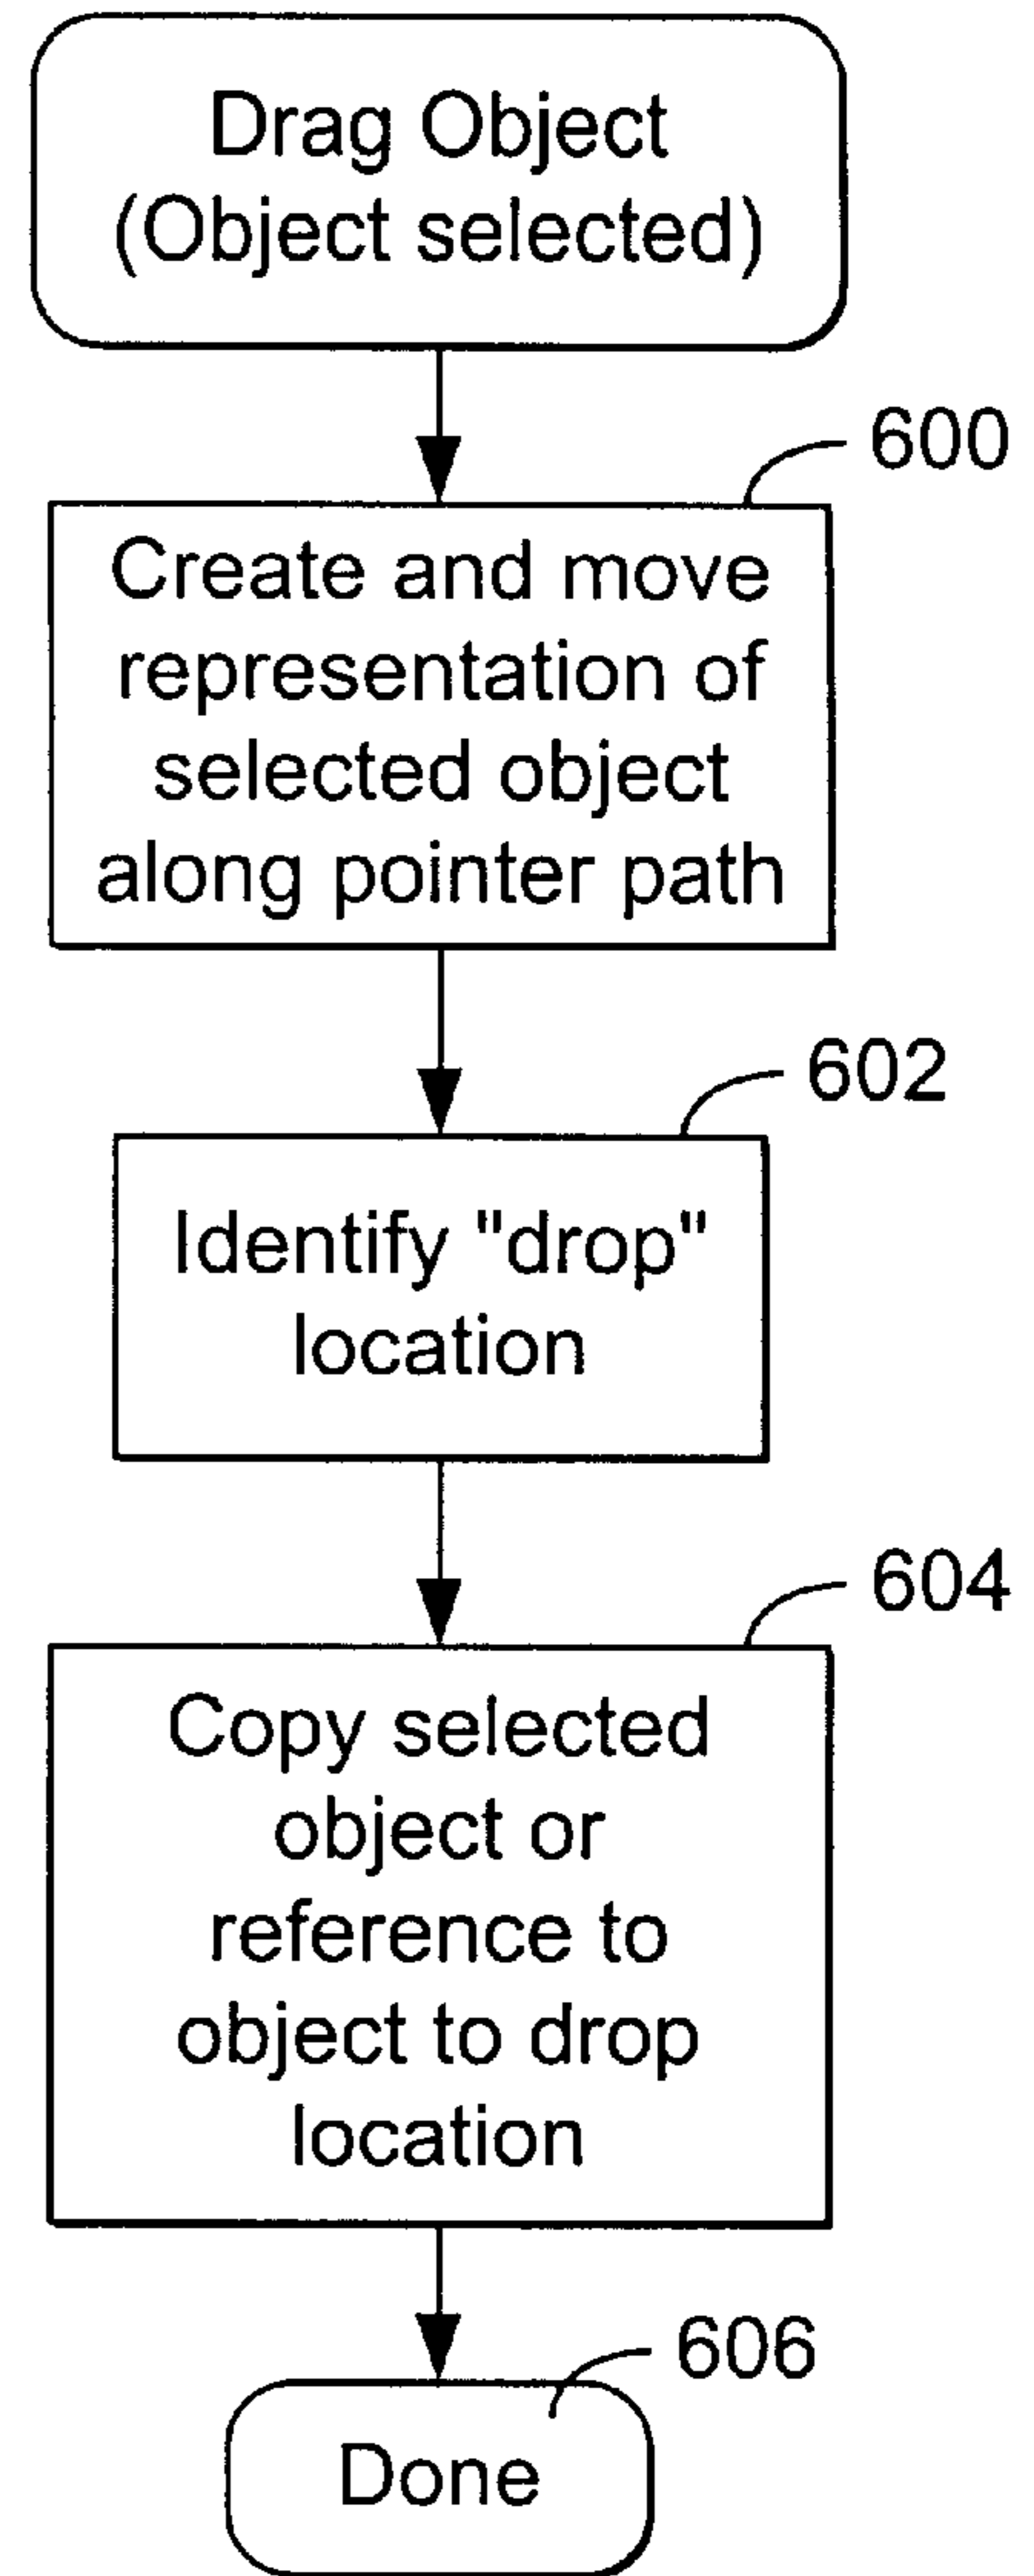 Drag Object
(Object selected)
600
Create and move
representation of
selected object
along pointer path
602
Identify "drop"
location
604
Copy selected
object or
reference to
object to drop
location
606
Done